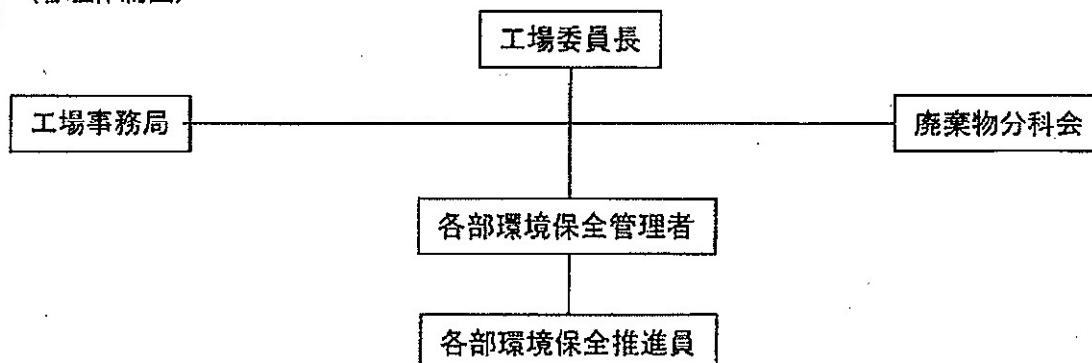 工場委員長
工場事務局
廃棄物分科会
各部環境保全管理者
各部環境保全推進員